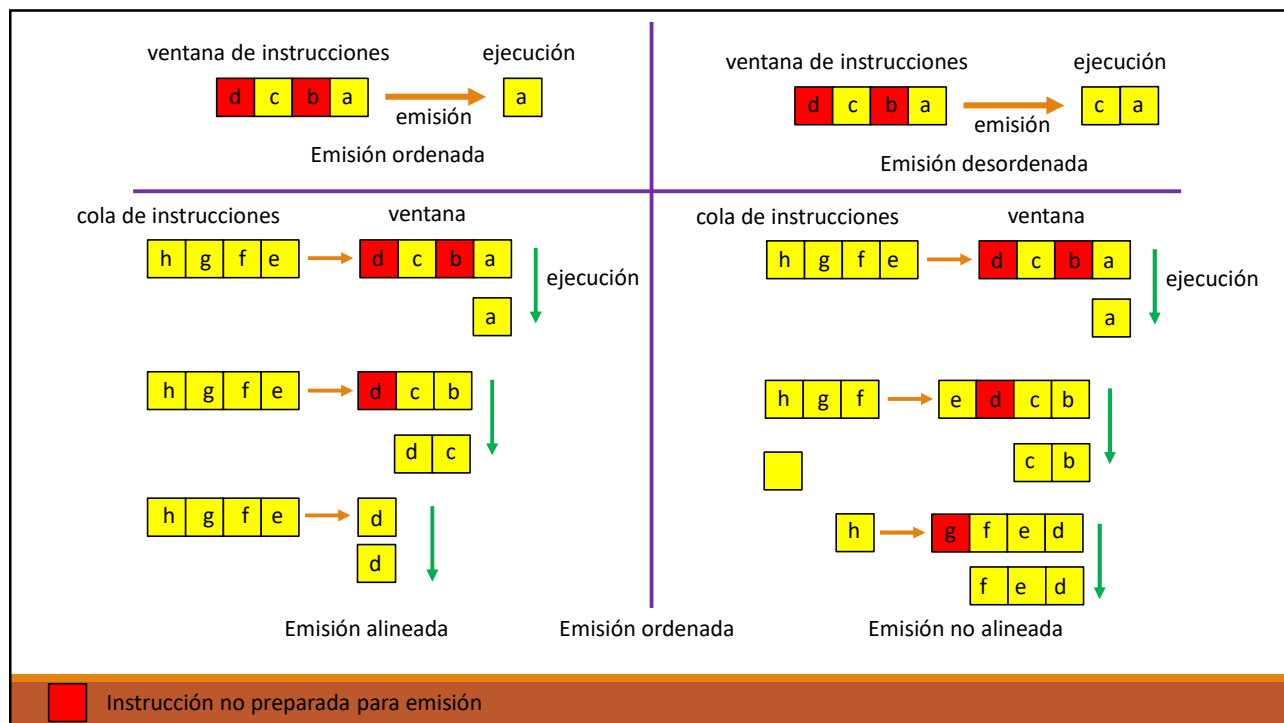 ventana de instrucciones ejecución
d c b a a
emisión
Emisión ordenada
ventana de instrucciones ejecución
d c b a c a
emisión
Emisión desordenada
cola de instrucciones ventana
h g f e d c b a
ejecución
a
h g f e d c b
d c
h g f e d
d
Emisión alineada
cola de instrucciones ventana
h g f e d c b a
ejecución
a
h g f e d c b
c b
h g f e d
f e d
Emisión no alineada
Emisión ordenada
Instrucción no preparada para emisión